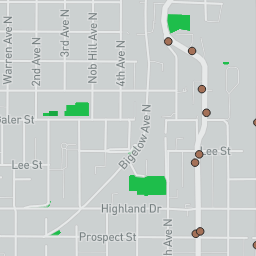 Warren Ave N
2nd Ave N
3rd Ave N
Nob Hill Ave N
4th Ave N
Bigelow Ave N
aler St
Lee St
Lee St
Highland Dr
Prospect St
th Ave N